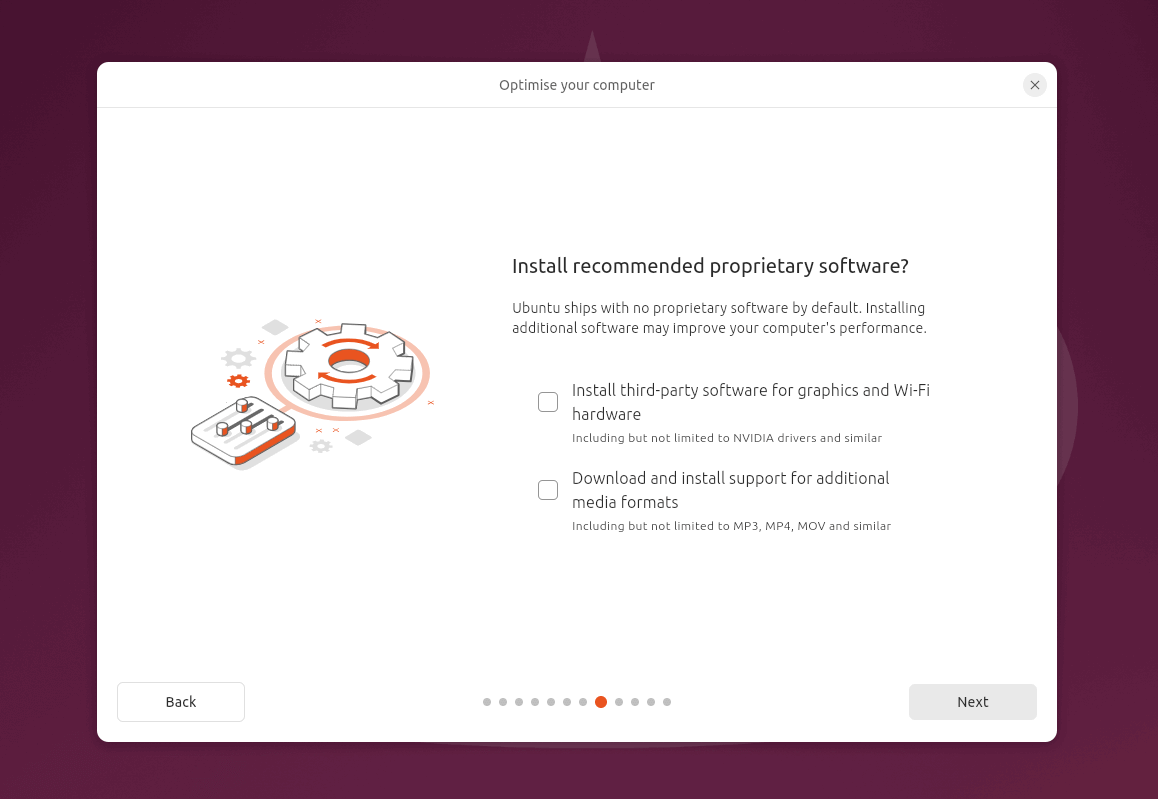 Optimise your computer
Install recommended proprietary software?
Ubuntu ships with no proprietary software by default. Installing
additional software may improve your computer's performance.
Install third-party software for graphics and Wi-Fi
hardware
Including but not limited to NVIDIA drivers and similar
Download and install support for additional
media formats
Including but not limited to MP3, MP4, MOV and similar
Back
Next